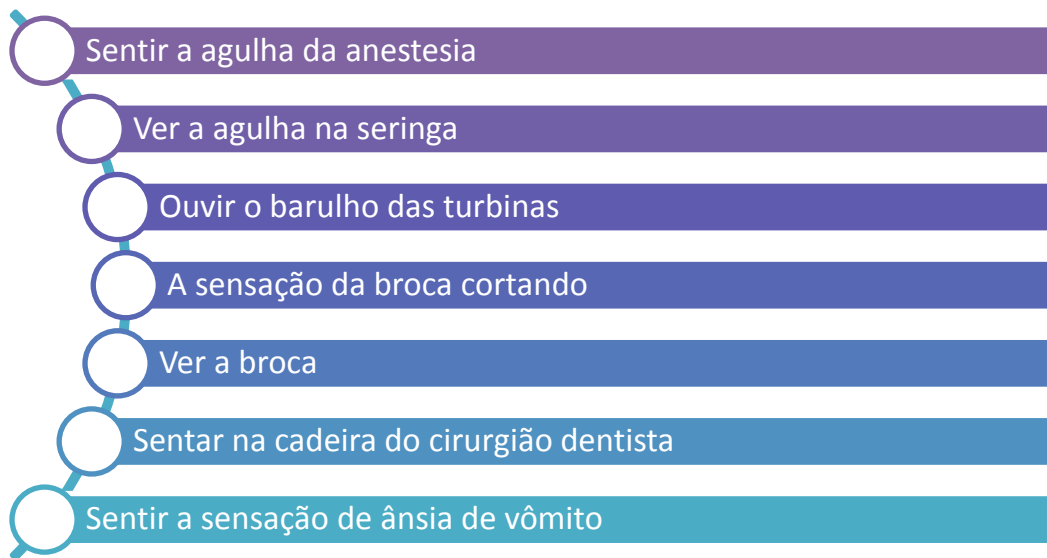 Sentir a agulha da anestesia
Ver a agulha na seringa
Ouvir o barulho das turbinas
A sensação da broca cortando
Ver a broca
Sentar na cadeira do cirurgião dentista
Sentir a sensação de ânsia de vômito